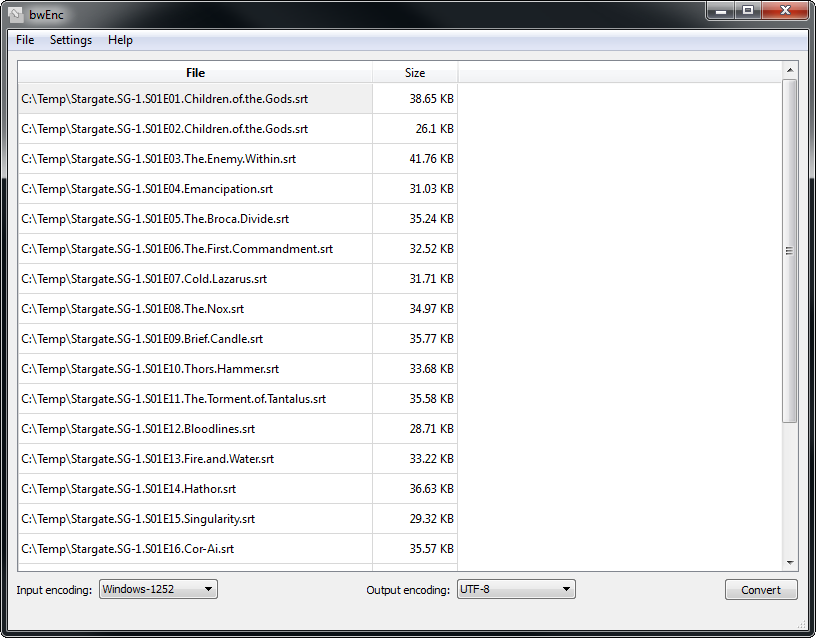 bwEnc
File Settings Help
File Size
C:\Temp\Stargate.SG-1.S01E01.Children.of.the.Gods.srt 38.65 KB
C:\Temp\Stargate.SG-1.S01E02.Children.of.the.Gods.srt 26.1 KB
C:\Temp\Stargate.SG-1.S01E03.The.Enemy.Within.srt 41.76 KB
C:\Temp\Stargate.SG-1.S01E04.Emancipation.srt 31.03 KB
C:\Temp\Stargate.SG-1.S01E05.The.Broca.Divide.srt 35.24 KB
C:\Temp\Stargate.SG-1.S01E06.The.First.Commandment.srt 32.52 KB
C:\Temp\Stargate.SG-1.S01E07.Cold.Lazarus.srt 31.71 KB
C:\Temp\Stargate.SG-1.S01E08.The.Nox.srt 34.97 KB
C:\Temp\Stargate.SG-1.S01E09.Brief.Candle.srt 35.77 KB
C:\Temp\Stargate.SG-1.S01E10.Thors.Hammer.srt 33.68 KB
C:\Temp\Stargate.SG-1.S01E11.The.Torment.of.Tantalus.srt 35.58 KB
C:\Temp\Stargate.SG-1.S01E12.Bloodlines.srt 28.71 KB
C:\Temp\Stargate.SG-1.S01E13.Fire.and.Water.srt 33.22 KB
C:\Temp\Stargate.SG-1.S01E14.Hathor.srt 36.63 KB
C:\Temp\Stargate.SG-1.S01E15.Singularity.srt 29.32 KB
C:\Temp\Stargate.SG-1.S01E16.Cor-Ai.srt 35.57 KB
Input encoding: Windows-1252 Output encoding: UTF-8 Convert